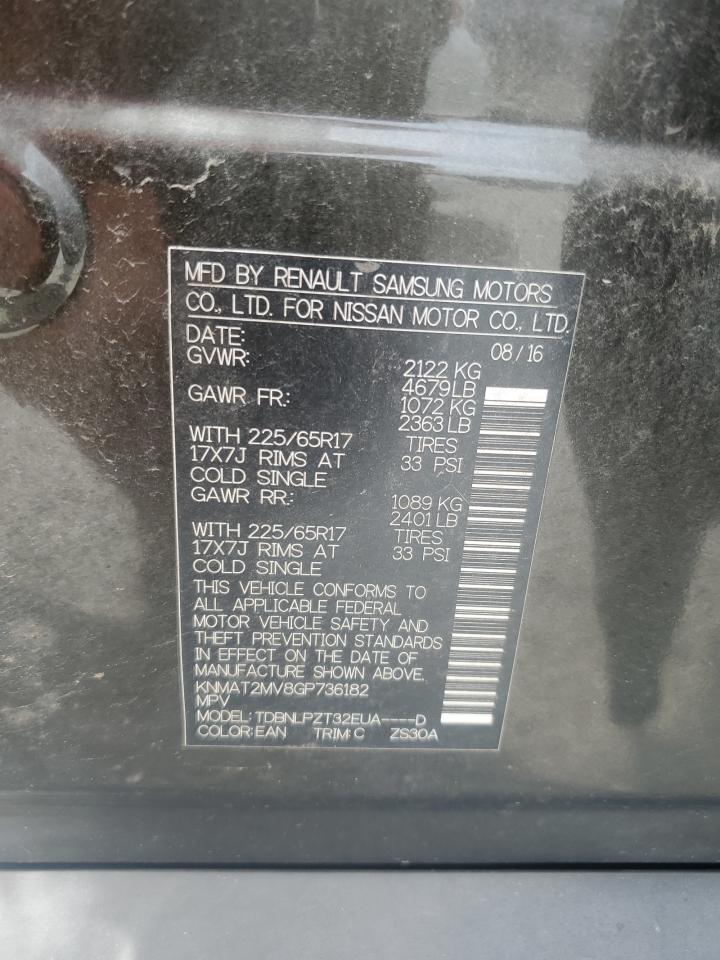 MFD BY RENAULT SAMSUNG MOTORS
CO., LTD. FOR NISSAN MOTOR CO., LTD.
DATE: 08/16
GVWR: 2122 KG
4679 LB
GAWR FR.: 1072 KG
2363 LB
WITH 225/65R17 TIRES
17X7J RIMS AT 33 PSI
COLD SINGLE
GAWR RR.: 1089 KG
2401 LB
WITH 225/65R17 TIRES
17X7J RIMS AT 33 PSI
COLD SINGLE
THIS VEHICLE CONFORMS TO
ALL APPLICABLE FEDERAL
MOTOR VEHICLE SAFETY AND
THEFT PREVENTION STANDARDS
IN EFFECT ON THE DATE OF
MANUFACTURE SHOWN ABOVE.
KNMAT2MV8GP736182
MPV
MODEL: TDBNLPZT32EUA----D
COLOR: EAN TRIM: C ZS30A